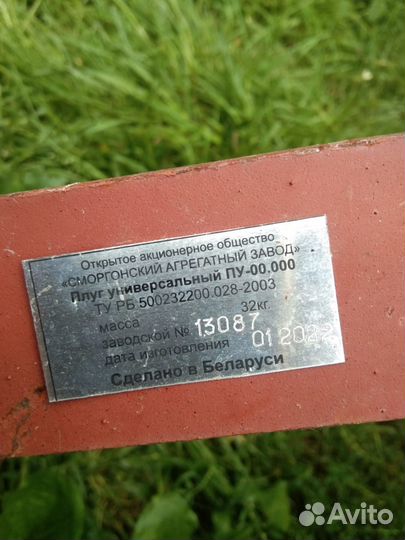 Открытое акционерное общество
«СМОРГОНСКИЙ АГРЕГАТНЫЙ ЗАВОД»
Плуг универсальный ПУ-00.000
ТУ РБ 500232200.028-2003
масса 32кг.
заводской № 13087
дата изготовления 01 2022
Сделано в Беларуси
Avito